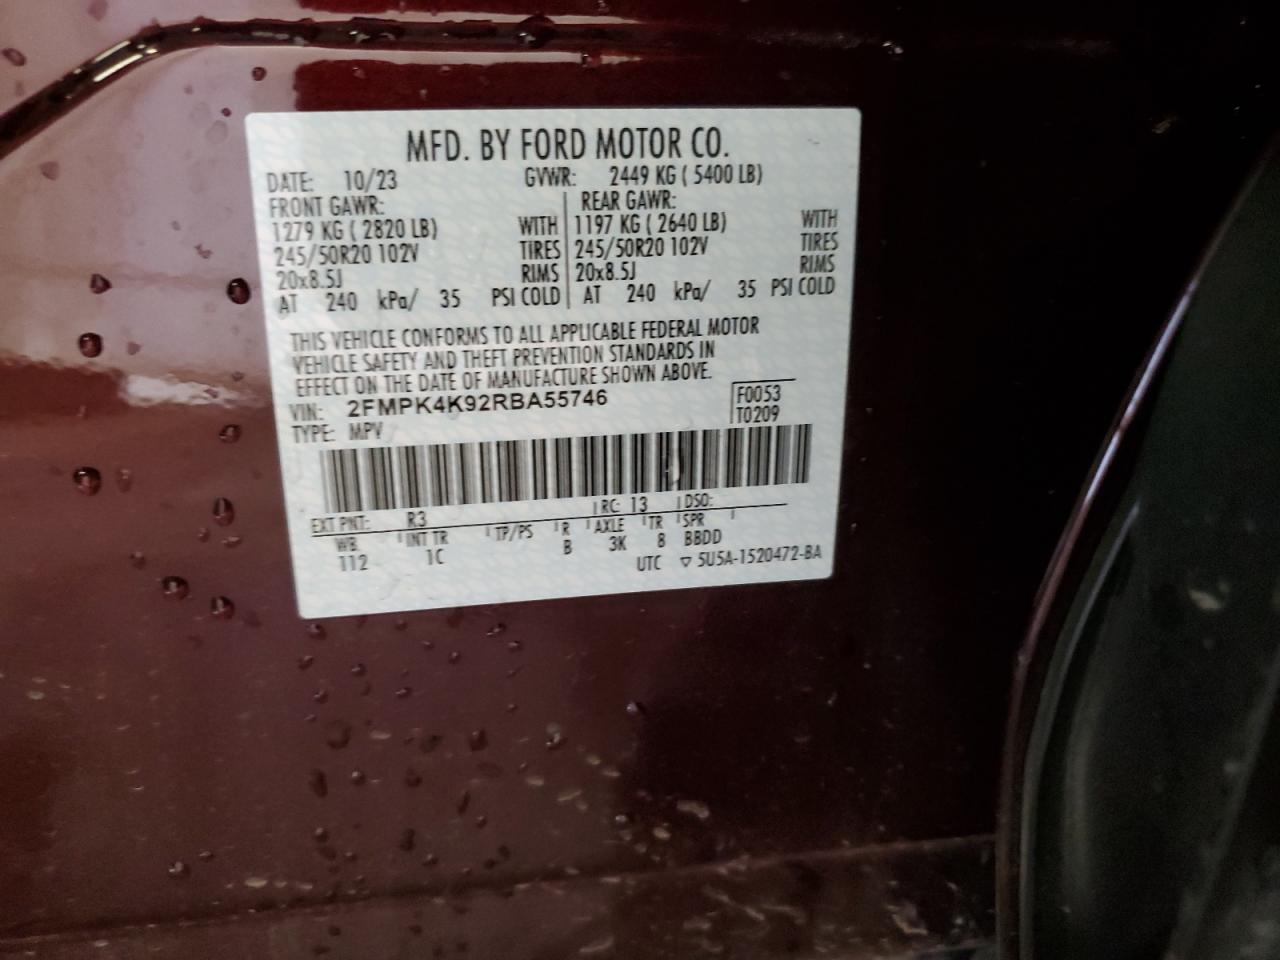 MFD. BY FORD MOTOR CO.
DATE: 10/23 GVWR: 2449 KG ( 5400 LB)
FRONT GAWR: REAR GAWR:
1279 KG ( 2820 LB) WITH 1197 KG ( 2640 LB) WITH
245/50R20 102V TIRES 245/50R20 102V TIRES
20x8.5J RIMS 20x8.5J RIMS
AT 240 kPa/ 35 PSI COLD AT 240 kPa/ 35 PSI COLD
THIS VEHICLE CONFORMS TO ALL APPLICABLE FEDERAL MOTOR
VEHICLE SAFETY AND THEFT PREVENTION STANDARDS IN
EFFECT ON THE DATE OF MANUFACTURE SHOWN ABOVE.
VIN: 2FMPK4K92RBA55746 F0053
TYPE: MPV T0209
EXT PNT: R3 RC: 13 DSO:
WB INT TR TP/PS R AXLE TR SPR
112 1C B 3K 8 BBDD
UTC ▽ 5U5A-1520472-BA